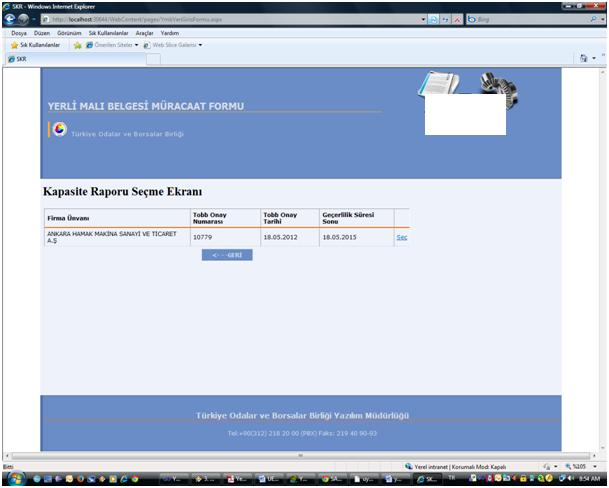 SKR - Windows Internet Explorer
http://localhost:30644/WebContent/pages/YmbVeriGirisFormu.aspx
Bing
Dosya Düzen Görünüm Sık Kullanılanlar Araçlar Yardım
Sık Kullanılanlar Önerilen Siteler Web Slice Galerisi
SKR
YERLİ MALI BELGESİ MÜRACAAT FORMU
Türkiye Odalar ve Borsalar Birliği
Kapasite Raporu Seçme Ekranı
Firma Ünvanı Tobb Onay Numarası Tobb Onay Tarihi Geçerlilik Süresi Sonu
ANKARA HAMAK MAKİNA SANAYİ VE TİCARET A.Ş 10779 18.05.2012 18.05.2015 Seç
<- - -GERİ
Türkiye Odalar ve Borsalar Birliği Yazılım Müdürlüğü
Tel:+90(312) 218 20 00 (PBX) Faks: 219 40 90-93
Bitti Yerel intranet | Korumalı Mod: Kapalı %105
TR 8:54 AM